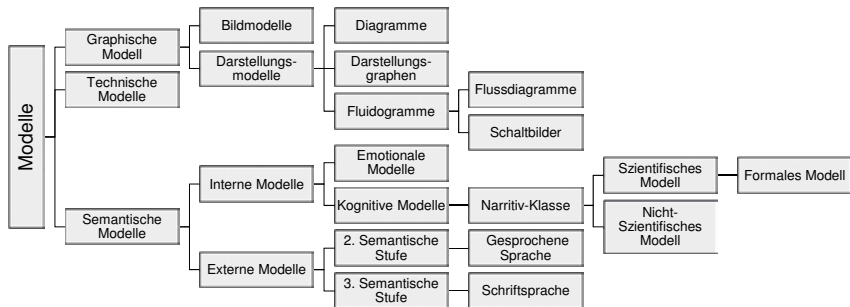 Modelle
Graphische
Modell
Technische
Modelle
Semantische
Modelle
Bildmodelle
Darstellungs-
modelle
Interne Modelle
Externe Modelle
Diagramme
Darstellungs-
graphen
Fluidogramme
Emotionale
Modelle
Kognitive Modelle
2. Semantische
Stufe
3. Semantische
Stufe
Flussdiagramme
Schaltbilder
Narritiv-Klasse
Gesprochene
Sprache
Schriftsprache
Szientifisches
Modell
Nicht-
Szientifisches
Modell
Formales Modell